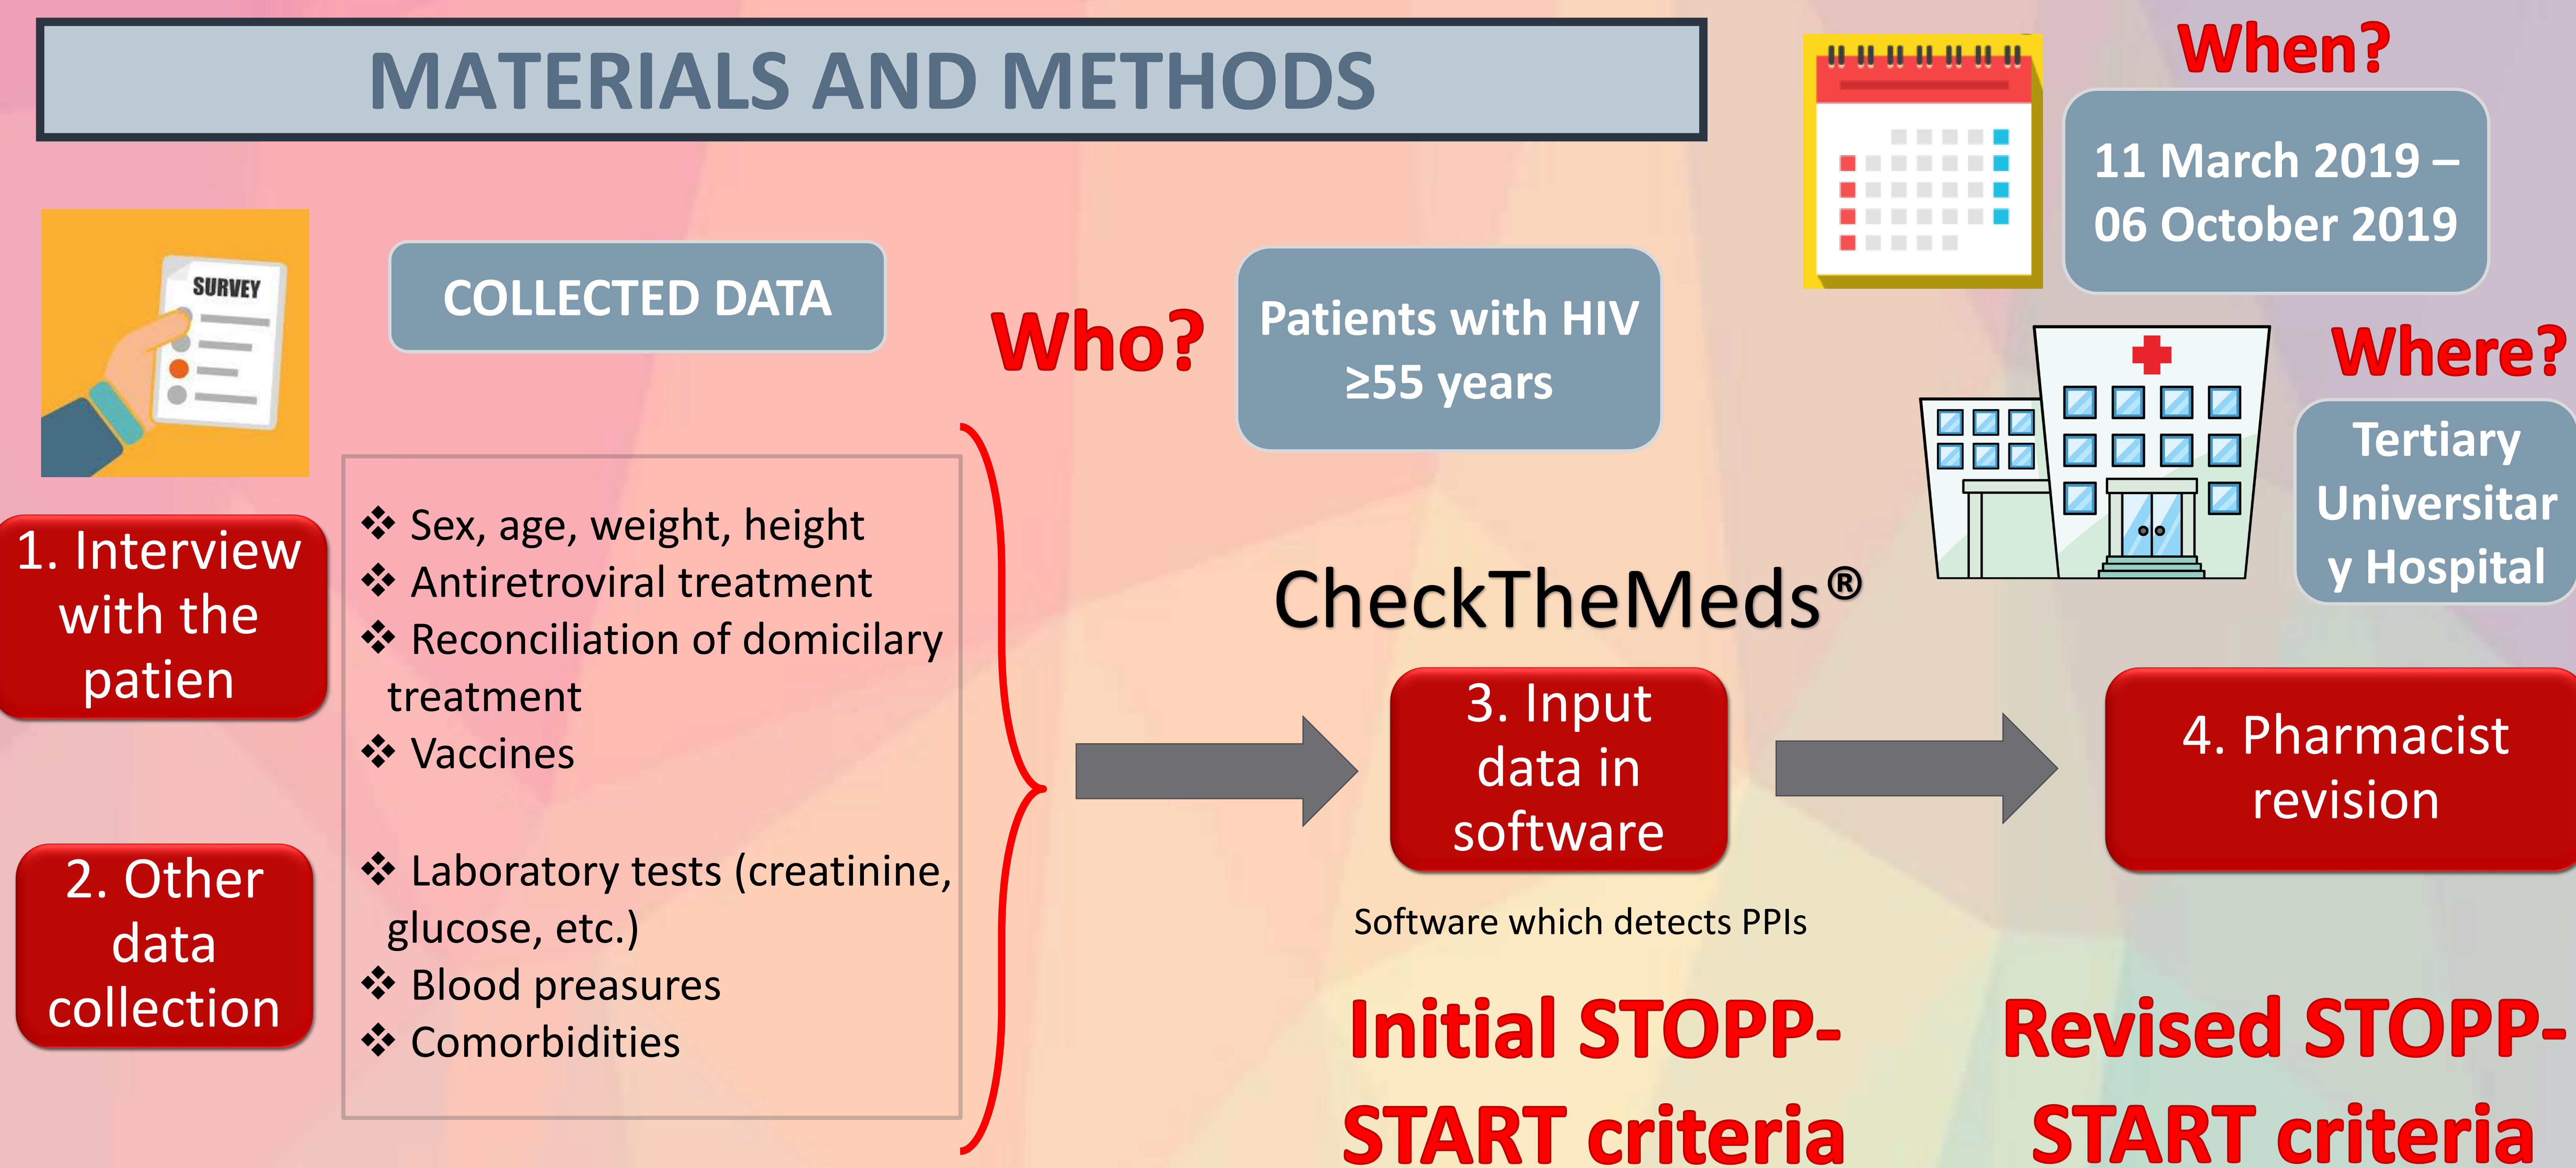 MATERIALS AND METHODS
When?
11 March 2019 –
06 October 2019
SURVEY
COLLECTED DATA
Who?
Patients with HIV
≥55 years
Where?
Tertiary
Universitar
y Hospital
1. Interview
with the
patien
❖ Sex, age, weight, height
❖ Antiretroviral treatment
❖ Reconciliation of domicilary
treatment
❖ Vaccines
2. Other
data
collection
❖ Laboratory tests (creatinine,
glucose, etc.)
❖ Blood preasures
❖ Comorbidities
CheckTheMeds®
3. Input
data in
software
Software which detects PPIs
Initial STOPP-
START criteria
4. Pharmacist
revision
Revised STOPP-
START criteria